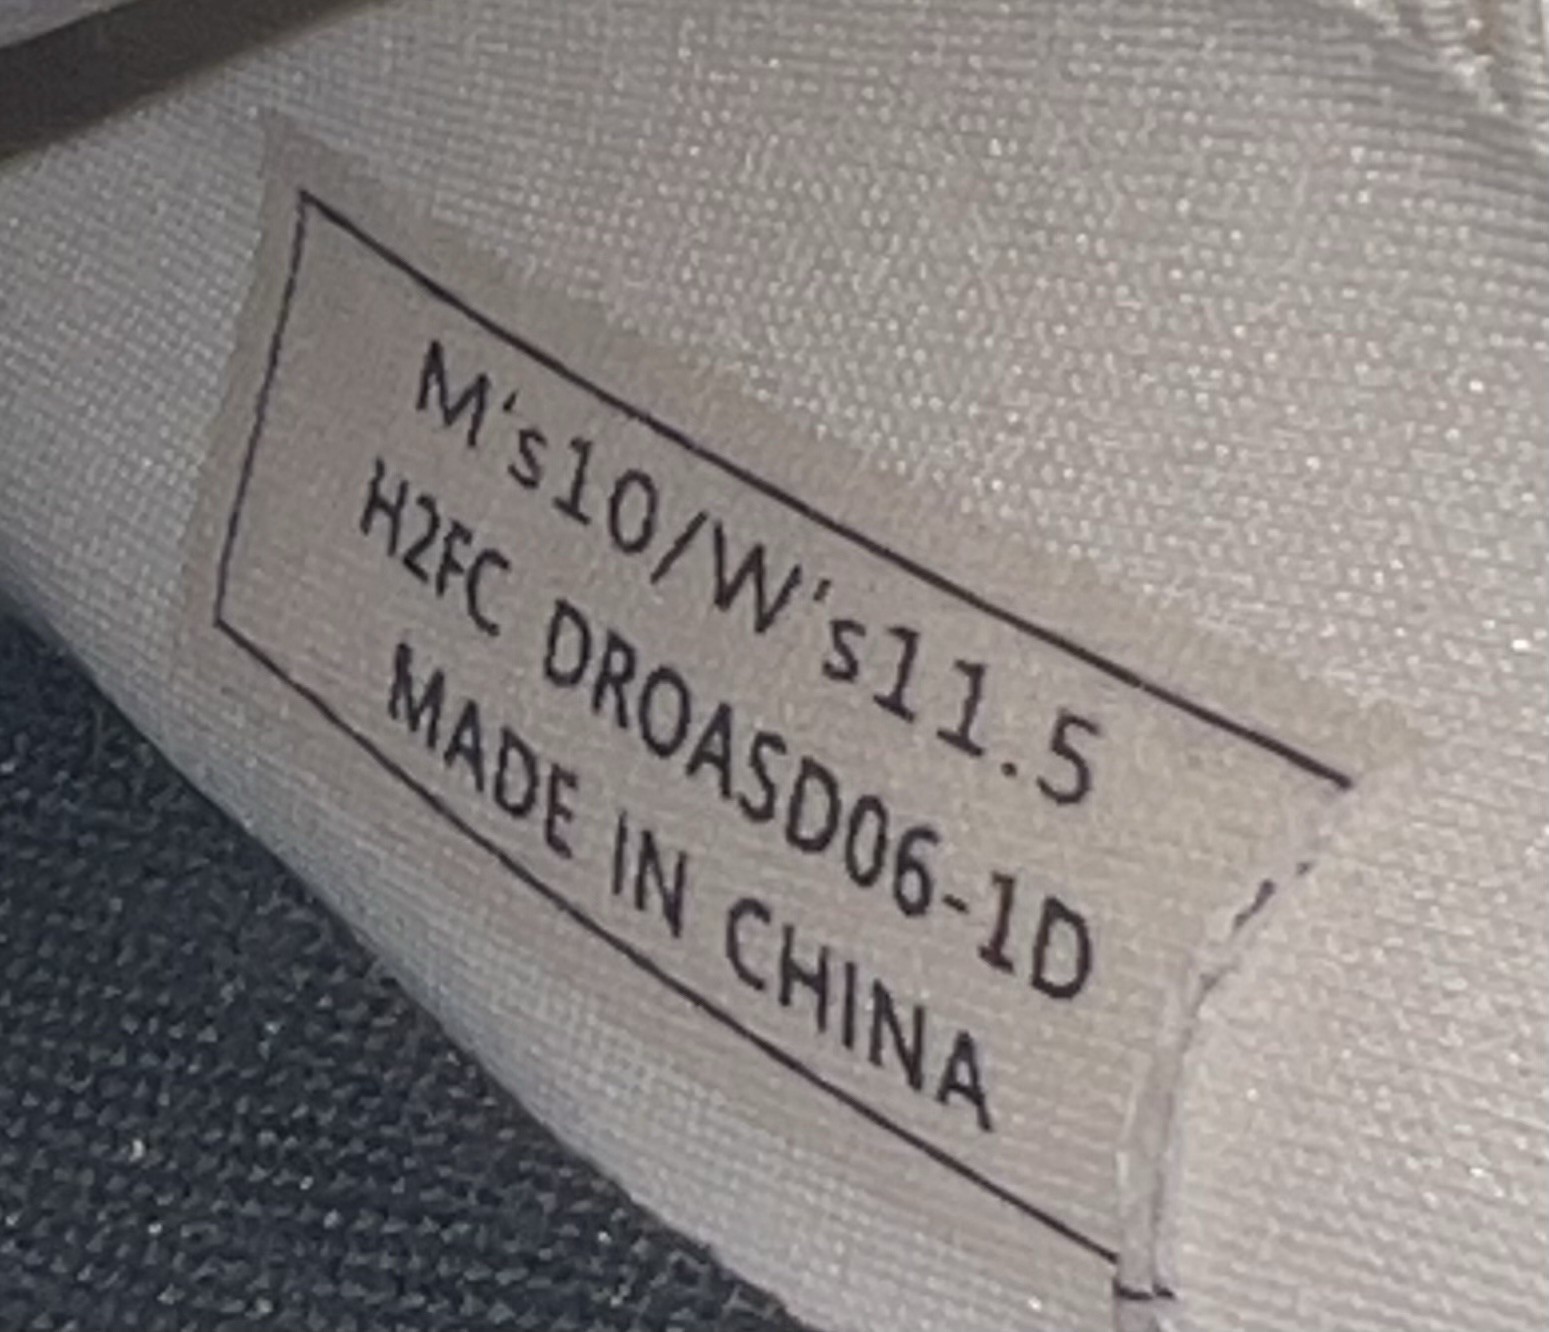 M's10/W's11.5
H2FC DROASD06-1D
MADE IN CHINA